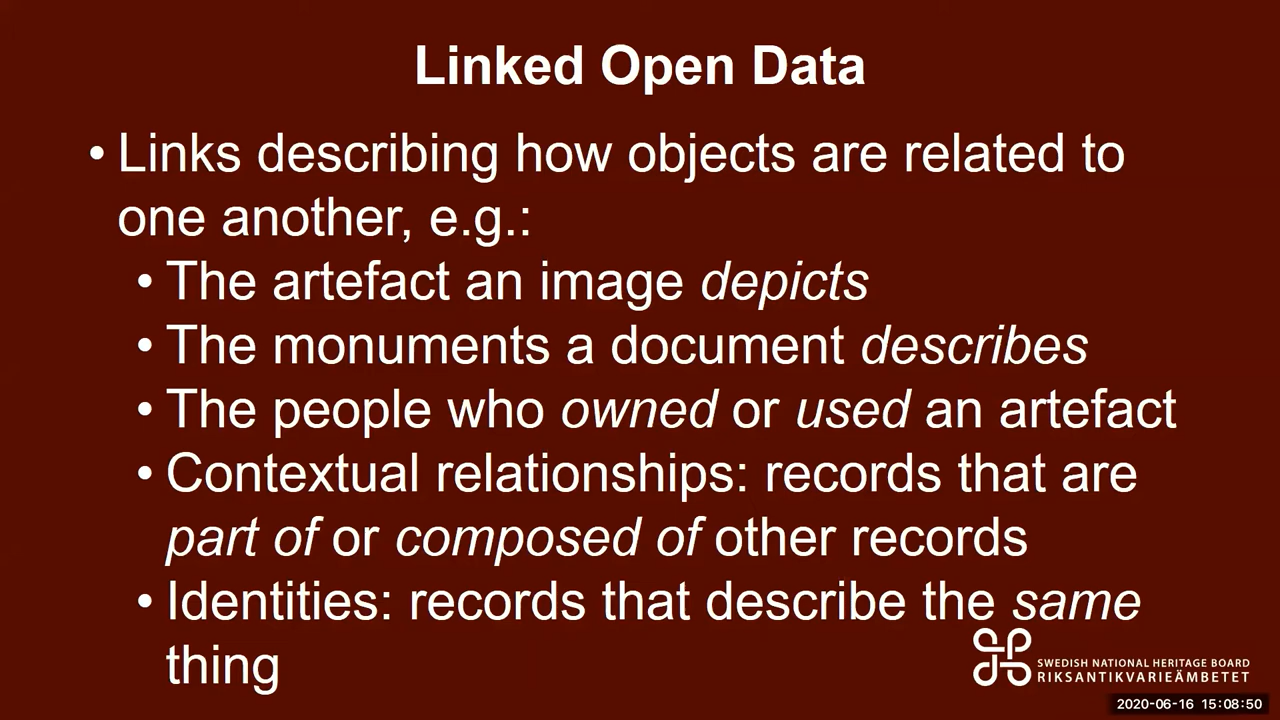 Linked Open Data
• Links describing how objects are related to
one another, e.g.:
• The artefact an image depicts
• The monuments a document describes
• The people who owned or used an artefact
• Contextual relationships: records that are
part of or composed of other records
• Identities: records that describe the same
thing
SWEDISH NATIONAL HERITAGE BOARD
RIKSANTIKVARIEÄMBETET
2020-06-16 15:08:50